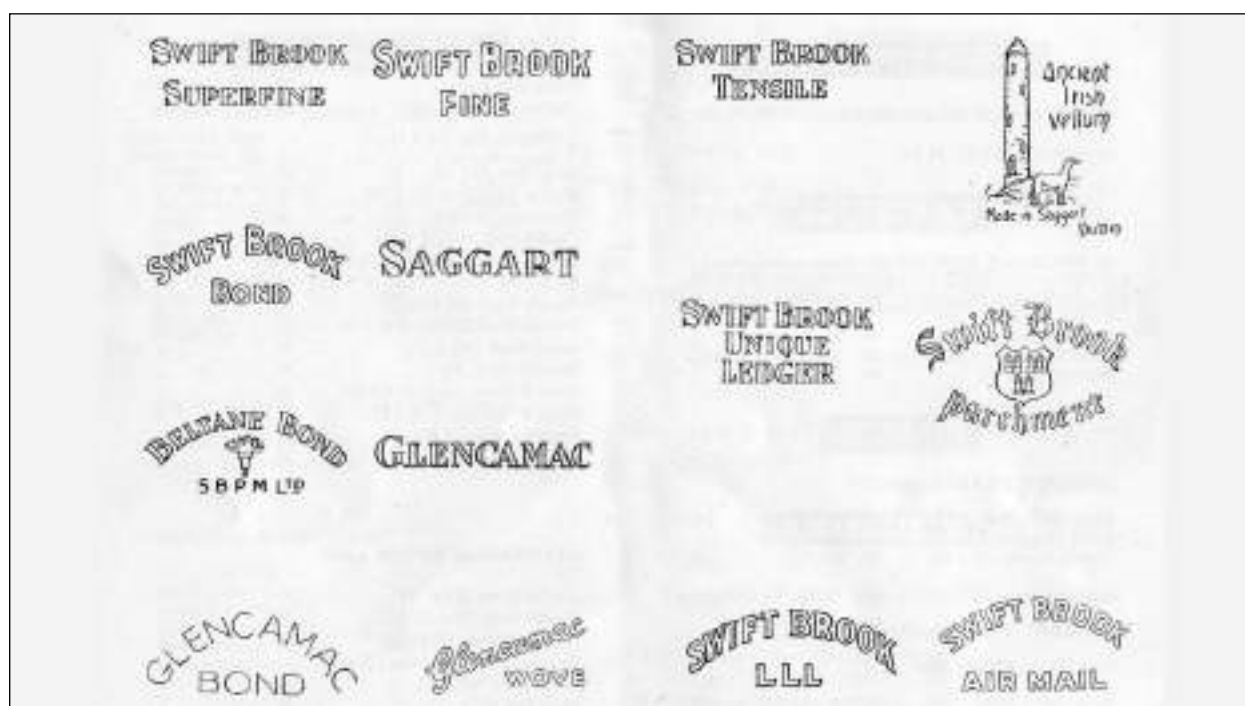 SWIFT BROOK
SUPERFINE
SWIFT BROOK
FINE
SWIFT BROOK
TENSILE
Ancient
Irish
Vellum
Made in Saggart
Dublin
SWIFT BROOK
BOND
SAGGART
SWIFT BROOK
UNIQUE
LEDGER
Swift Brook
Parchment
BELTANE BOND
S B P M LTD
GLENCAMAC
GLENCAMAC
BOND
Glencamac
WOVE
SWIFT BROOK
LLL
SWIFT BROOK
AIR MAIL